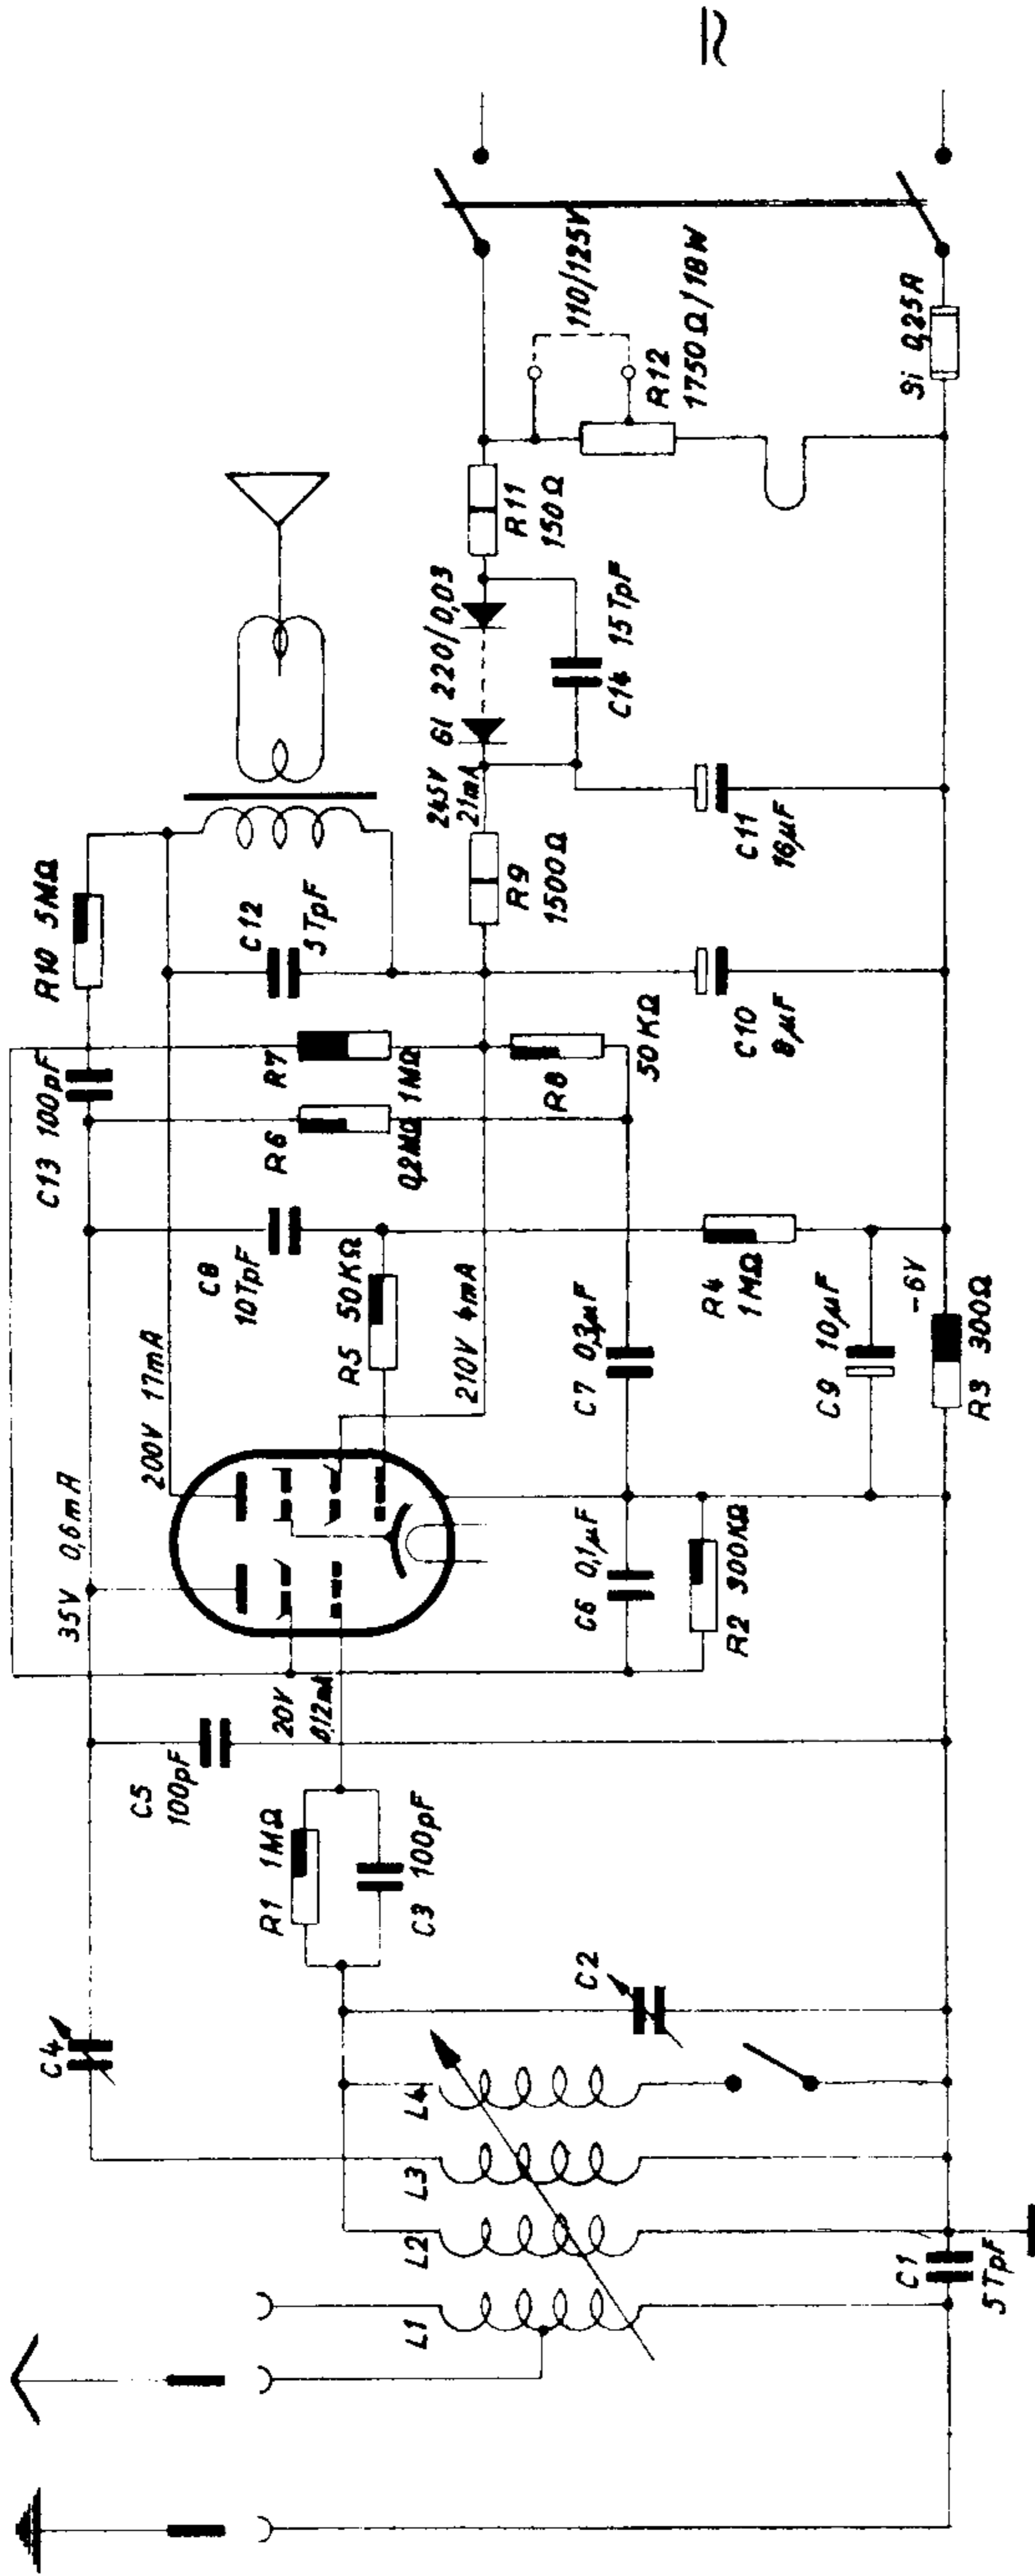 C4
C13 100pF
R10 5MΩ
35V 0,6mA
200V 17mA
C5
100pF
C8
10TpF
R6
0,2MΩ
R7
1MΩ
C12
5TpF
R1 1MΩ
C3 100pF
20V
0,12mA
R5 50KΩ
210V 4mA
245V
21mA
Gl 220/0,03
R9
1500Ω
R11
150Ω
C14 15TpF
110/125V
R12
1750Ω/18W
R8
50KΩ
L1
L2
L3
L4
C2
C6 0,1µF
C7
R2 300KΩ
R4
1MΩ
C9 10µF
-6V
R3 300Ω
C10
8µF
C11
16µF
Si 0,25A
C1
5TpF